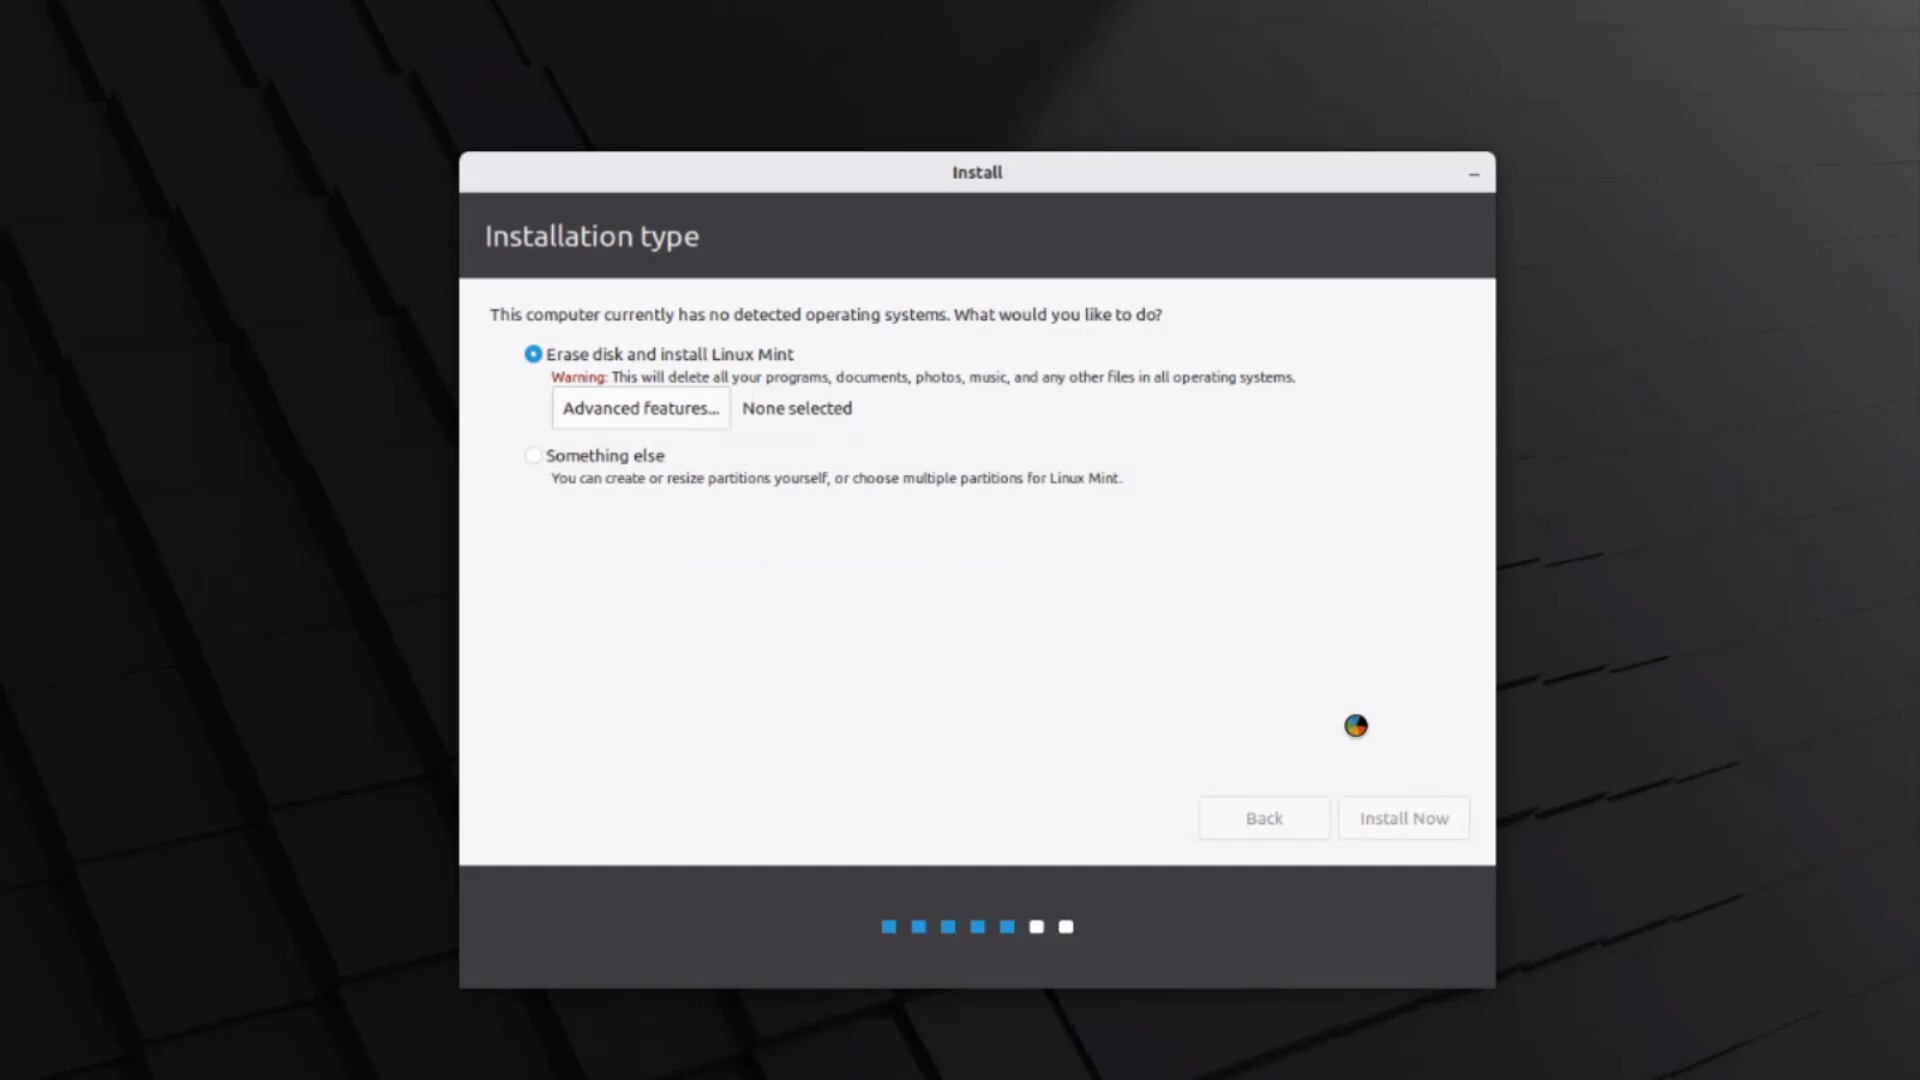 Install
Installation type
This computer currently has no detected operating systems. What would you like to do?
Erase disk and install Linux Mint
Warning: This will delete all your programs, documents, photos, music, and any other files in all operating systems.
Advanced features... None selected
Something else
You can create or resize partitions yourself, or choose multiple partitions for Linux Mint.
Back Install Now